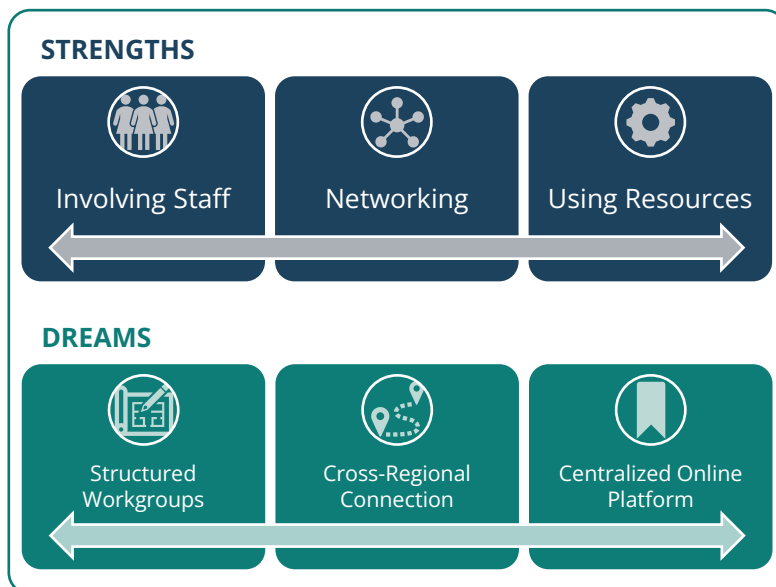 STRENGTHS
Involving Staff
Networking
Using Resources
DREAMS
Structured
Workgroups
Cross-Regional
Connection
Centralized Online
Platform